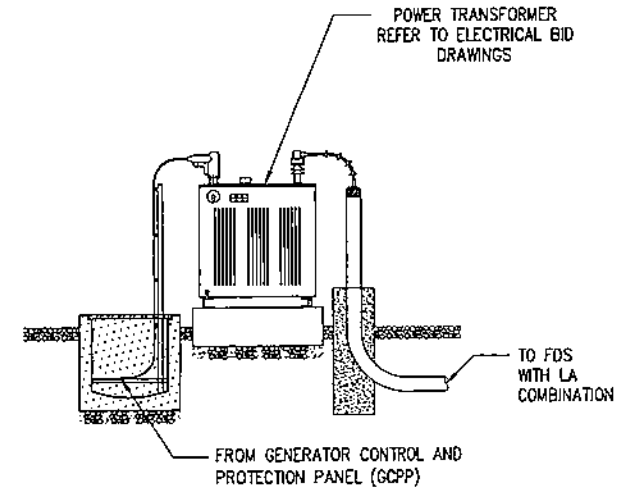 POWER TRANSFORMER
REFER TO ELECTRICAL BID
DRAWINGS
TO FDS
WITH LA
COMBINATION
FROM GENERATOR CONTROL AND
PROTECTION PANEL (GCPP)